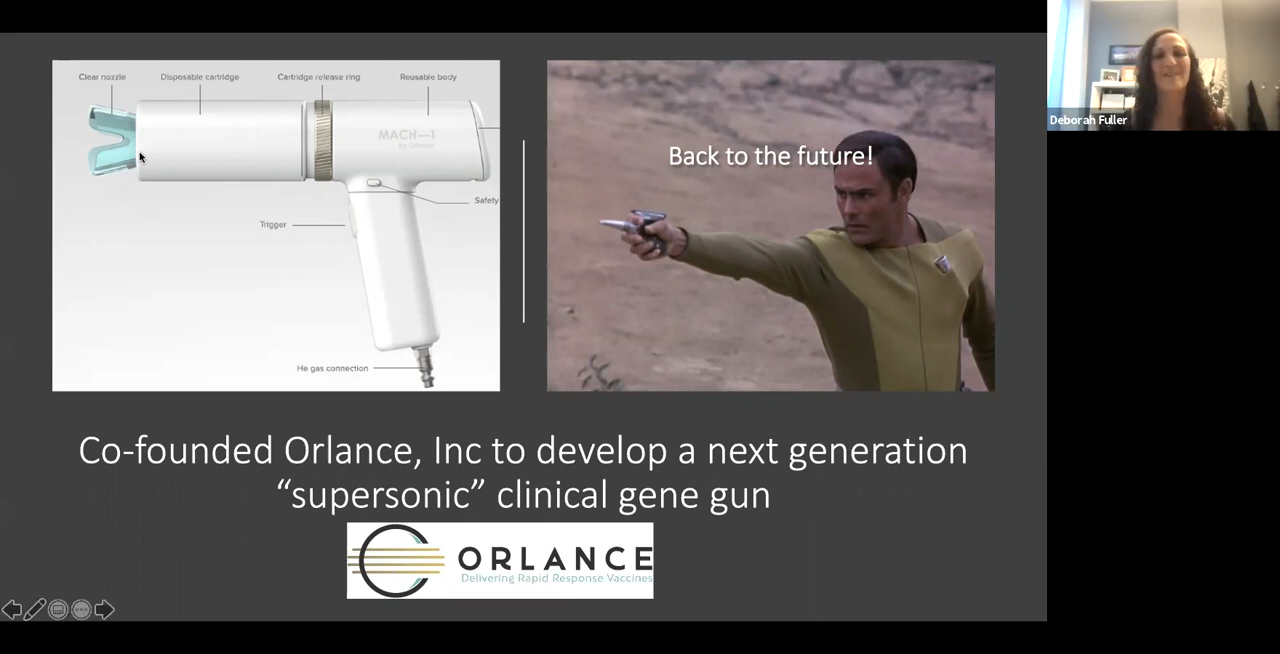 Clear nozzle
Disposable cartridge
Cartridge release ring
Reusable body
MACH—1
Safety
Trigger
He gas connection
Back to the future!
Deborah Fuller
Co-founded Orlance, Inc to develop a next generation
“supersonic” clinical gene gun
ORLANCE
Delivering Rapid Response Vaccines